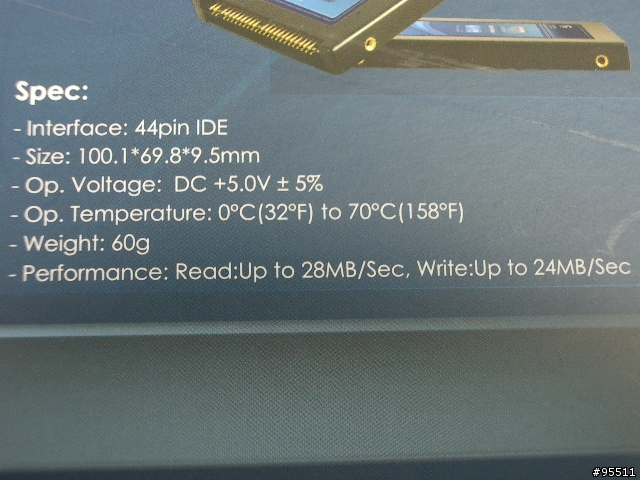 Spec:
- Interface: 44pin IDE
- Size: 100.1*69.8*9.5mm
- Op. Voltage: DC +5.0V ± 5%
- Op. Temperature: 0°C(32°F) to 70°C(158°F)
- Weight: 60g
- Performance: Read:Up to 28MB/Sec, Write:Up to 24MB/Sec
#95511